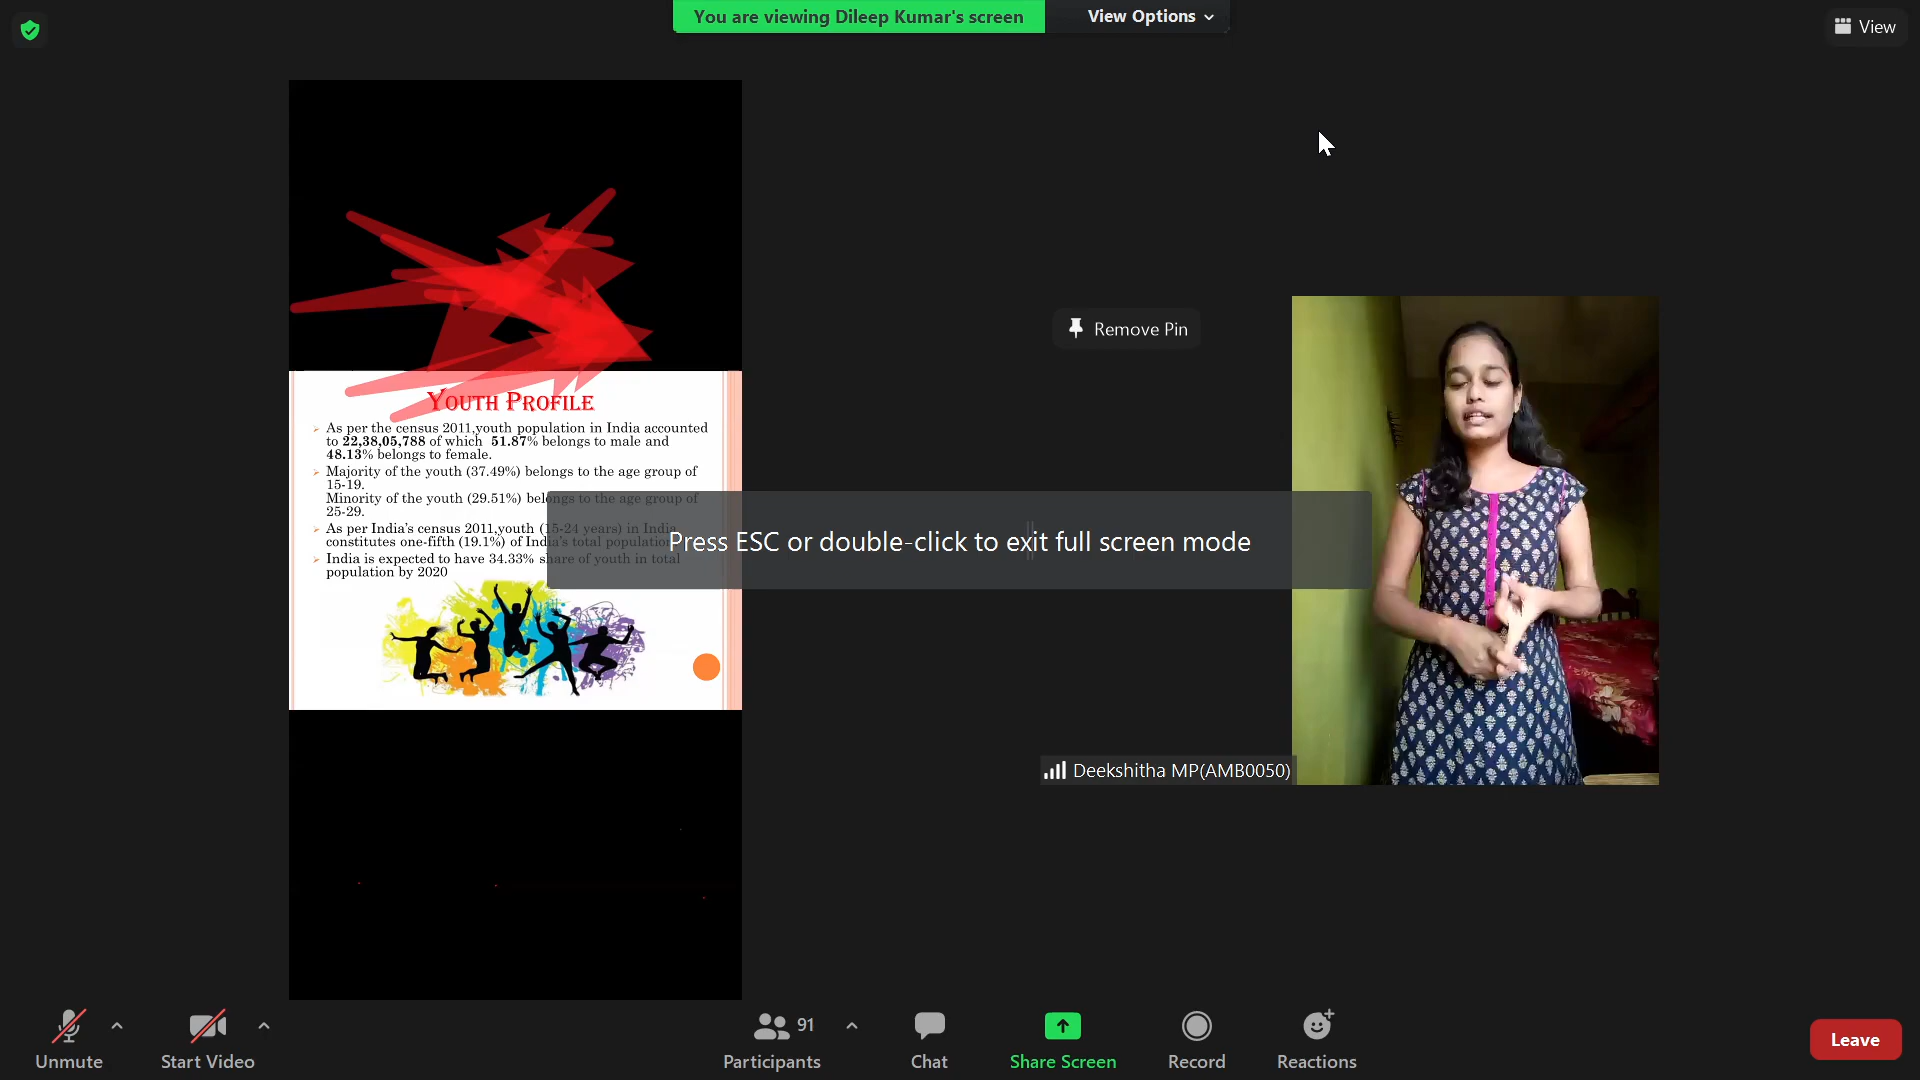 You are viewing Dileep Kumar's screen
View Options
View
YOUTH PROFILE
As per the census 2011,youth population in India accounted
to 22,38,05,788 of which 51.87% belongs to male and
48.13% belongs to female.
Majority of the youth (37.49%) belongs to the age group of
15-19.
Minority of the youth (29.51%) belongs to the age group of
25-29.
As per India's census 2011,youth (15-24 years) in India
constitutes one-fifth (19.1%) of India's total population
India is expected to have 34.33% share of youth in total
population by 2020
Remove Pin
Press ESC or double-click to exit full screen mode
Deekshitha MP(AMB0050)
Unmute
Start Video
91
Participants
Chat
Share Screen
Record
Reactions
Leave